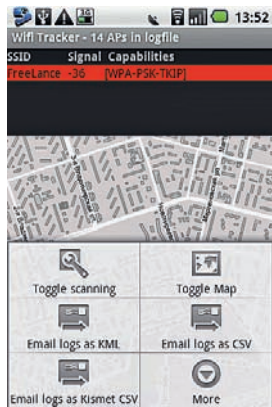 13:52
Wifi Tracker - 14 APs in logfile
SSID Signal Capabilities
FreeLance -36 [WPA-PSK-TKIP]
Toggle scanning
Toggle Map
Email logs as KML
Email logs as CSV
Email logs as Kismet CSV
More